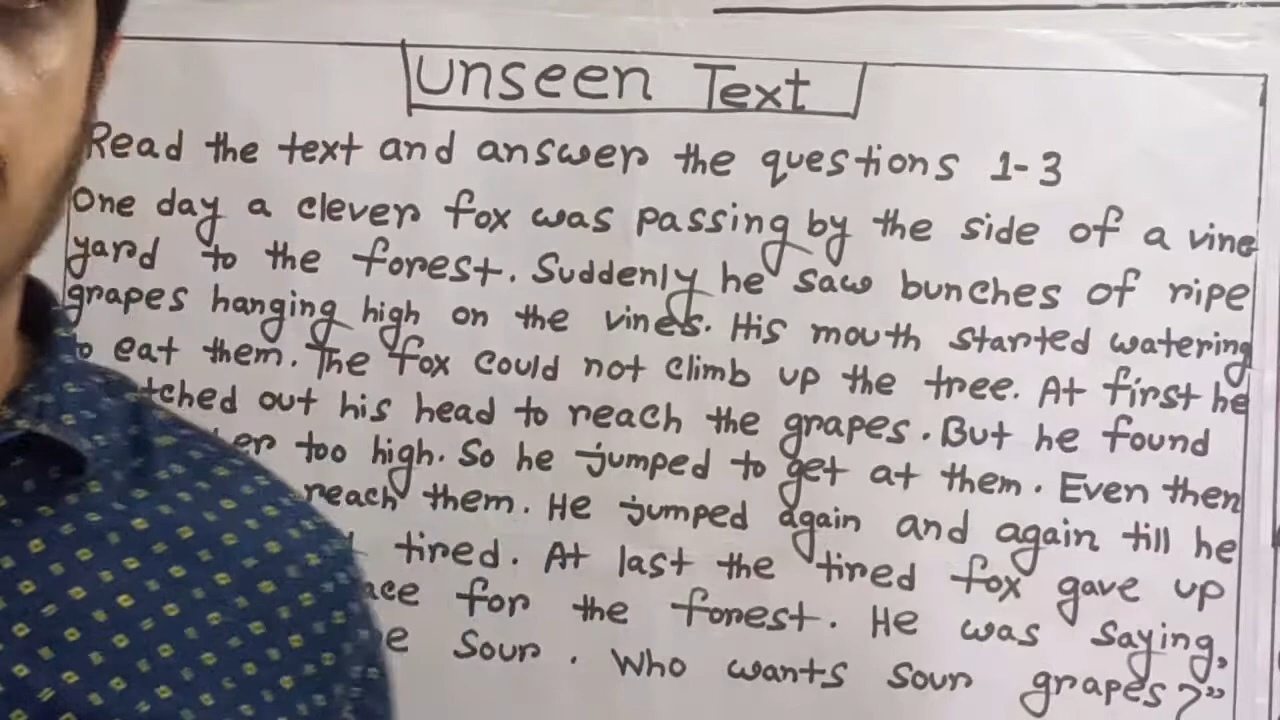 Unseen Text
Read the text and answer the questions 1-3
One day a clever fox was passing by the side of a vine
yard to the forest. Suddenly he saw bunches of ripe
grapes hanging high on the vines. His mouth started watering
eat them. The fox could not climb up the tree. At first he
out his head to reach the grapes. But he found
too high. So he jumped to get at them. Even then
reach them. He jumped again and again till he
tired. At last the tired fox gave up
for the forest. He was saying,
sour. Who wants sour grapes?"